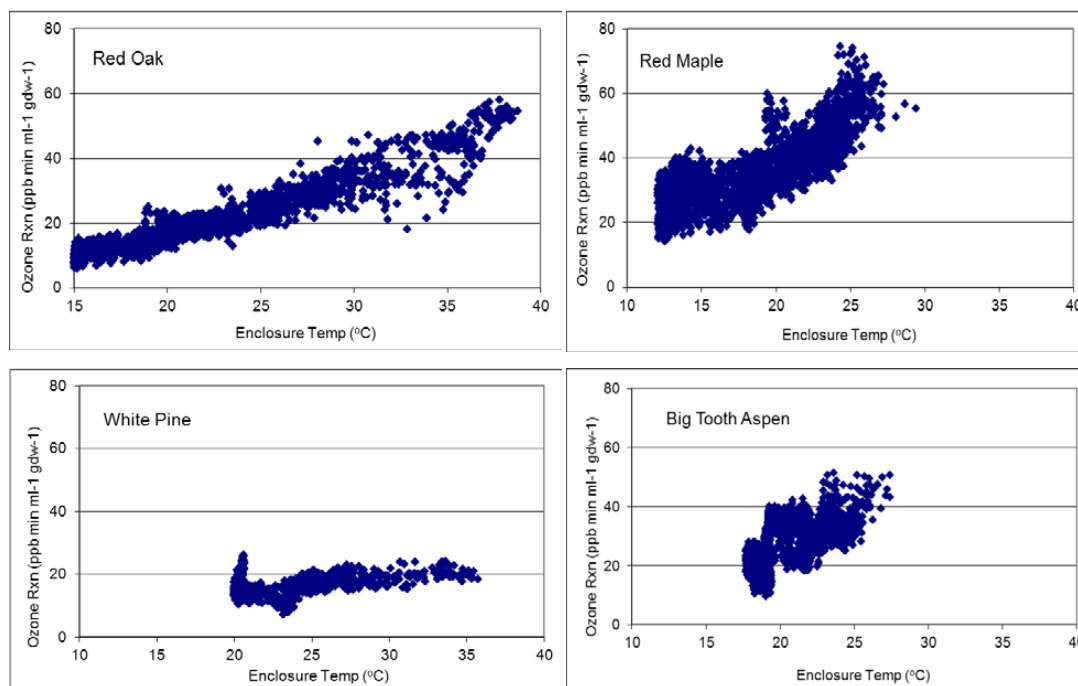 Red Oak
Ozone Rxn (ppb min ml-1 gdw-1)
80
60
40
20
0
15 20 25 30 35 40
Enclosure Temp (°C)
Red Maple
Ozone Rxn (ppb min ml-1 gdw-1)
80
60
40
20
0
10 15 20 25 30 35 40
Enclosure Temp (°C)
White Pine
Ozone Rxn (ppb min ml-1 gdw-1)
80
60
40
20
0
10 15 20 25 30 35 40
Enclosure Temp (°C)
Big Tooth Aspen
Ozone Rxn (ppb min ml-1 gdw-1)
80
60
40
20
0
10 15 20 25 30 35 40
Enclosure Temp (°C)